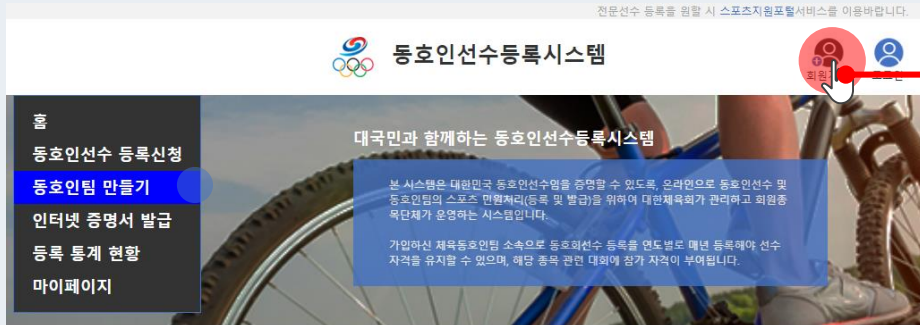 전문선수 등록을 원할 시 스포츠지원포털서비스를 이용바랍니다.
동호인선수등록시스템
홈
동호인선수 등록신청
동호인팀 만들기
인터넷 증명서 발급
등록 통계 현황
마이페이지
대국민과 함께하는 동호인선수등록시스템
본 시스템은 대한민국 동호인선수임을 증명할 수 있도록, 온라인으로 동호인선수 및
동호인팀의 스포츠 민원처리(등록 및 발급)을 위하여 대한체육회가 관리하고 회원종
목단체가 운영하는 시스템입니다.
가입하신 체육동호인팀 소속으로 동호회선수 등록을 연도별로 매년 등록해야 선수
자격을 유지할 수 있으며, 해당 종목 관련 대회에 참가 자격이 부여됩니다.